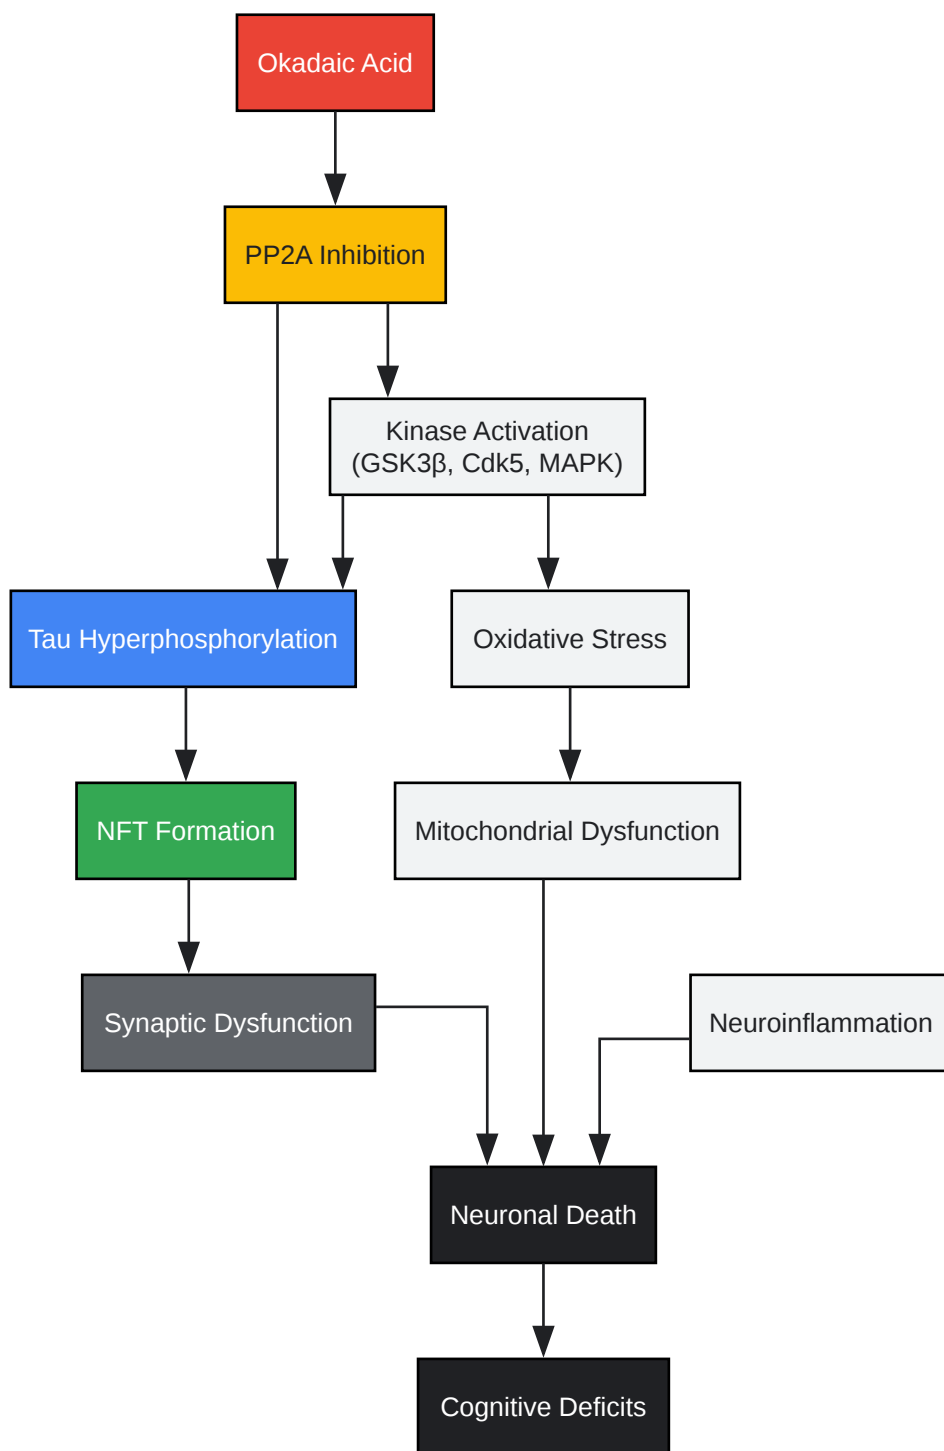 Okadaic Acid
PP2A Inhibition
Kinase Activation
(GSK3β, Cdk5, MAPK)
Tau Hyperphosphorylation
Oxidative Stress
NFT Formation
Mitochondrial Dysfunction
Synaptic Dysfunction
Neuroinflammation
Neuronal Death
Cognitive Deficits